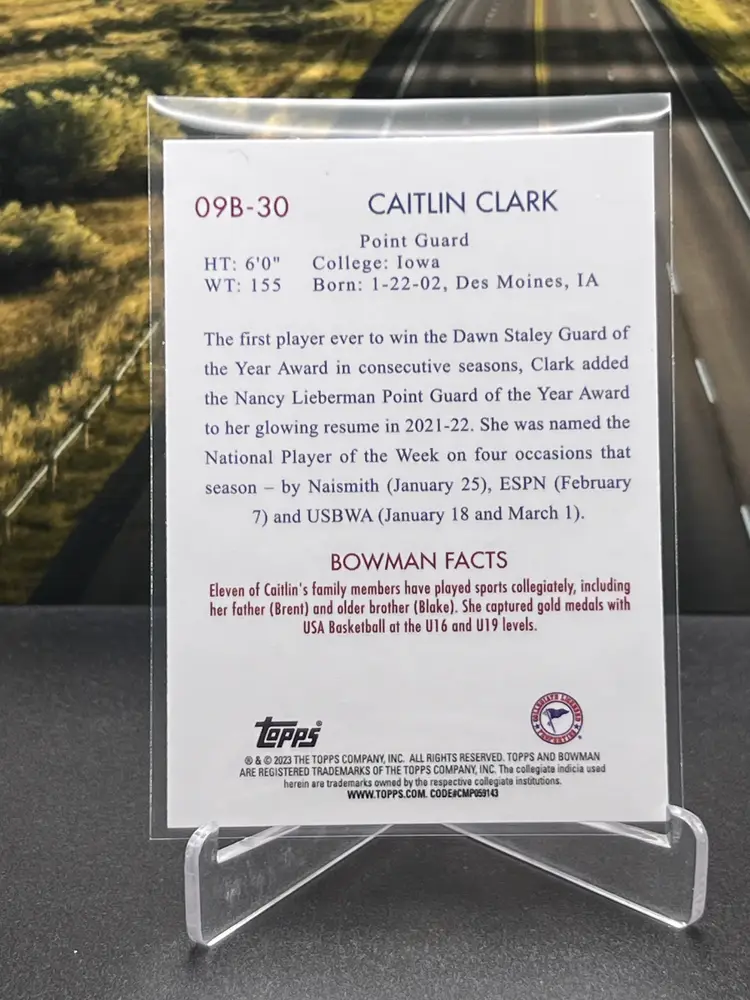 09B-30 CAITLIN CLARK
Point Guard
HT: 6'0" College: Iowa
WT: 155 Born: 1-22-02, Des Moines, IA
The first player ever to win the Dawn Staley Guard of
the Year Award in consecutive seasons, Clark added
the Nancy Lieberman Point Guard of the Year Award
to her glowing resume in 2021-22. She was named the
National Player of the Week on four occasions that
season – by Naismith (January 25), ESPN (February
7) and USBWA (January 18 and March 1).
BOWMAN FACTS
Eleven of Caitlin's family members have played sports collegiately, including
her father (Brent) and older brother (Blake). She captured gold medals with
USA Basketball at the U16 and U19 levels.
topps®
COLLEGIATE LICENSED PROPERTIES
® & © 2023 THE TOPPS COMPANY, INC. ALL RIGHTS RESERVED. TOPPS AND BOWMAN
ARE REGISTERED TRADEMARKS OF THE TOPPS COMPANY, INC. The collegiate indicia used
herein are trademarks owned by the respective collegiate institutions.
WWW.TOPPS.COM. CODE#CMP059143